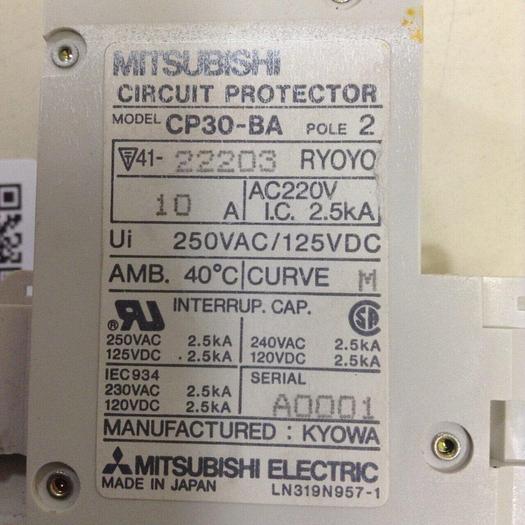 MITSUBISHI
CIRCUIT PROTECTOR
MODEL CP30-BA POLE 2
41-22203 RYOYO
10 A AC220V I.C. 2.5kA
Ui 250VAC/125VDC
AMB. 40°C CURVE M
INTERRUP. CAP.
250VAC 2.5kA 240VAC 2.5kA
125VDC 2.5kA 120VDC 2.5kA
IEC934 SERIAL
230VAC 2.5kA
120VDC 2.5kA A0001
MANUFACTURED : KYOWA
MITSUBISHI ELECTRIC
MADE IN JAPAN LN319N957-1